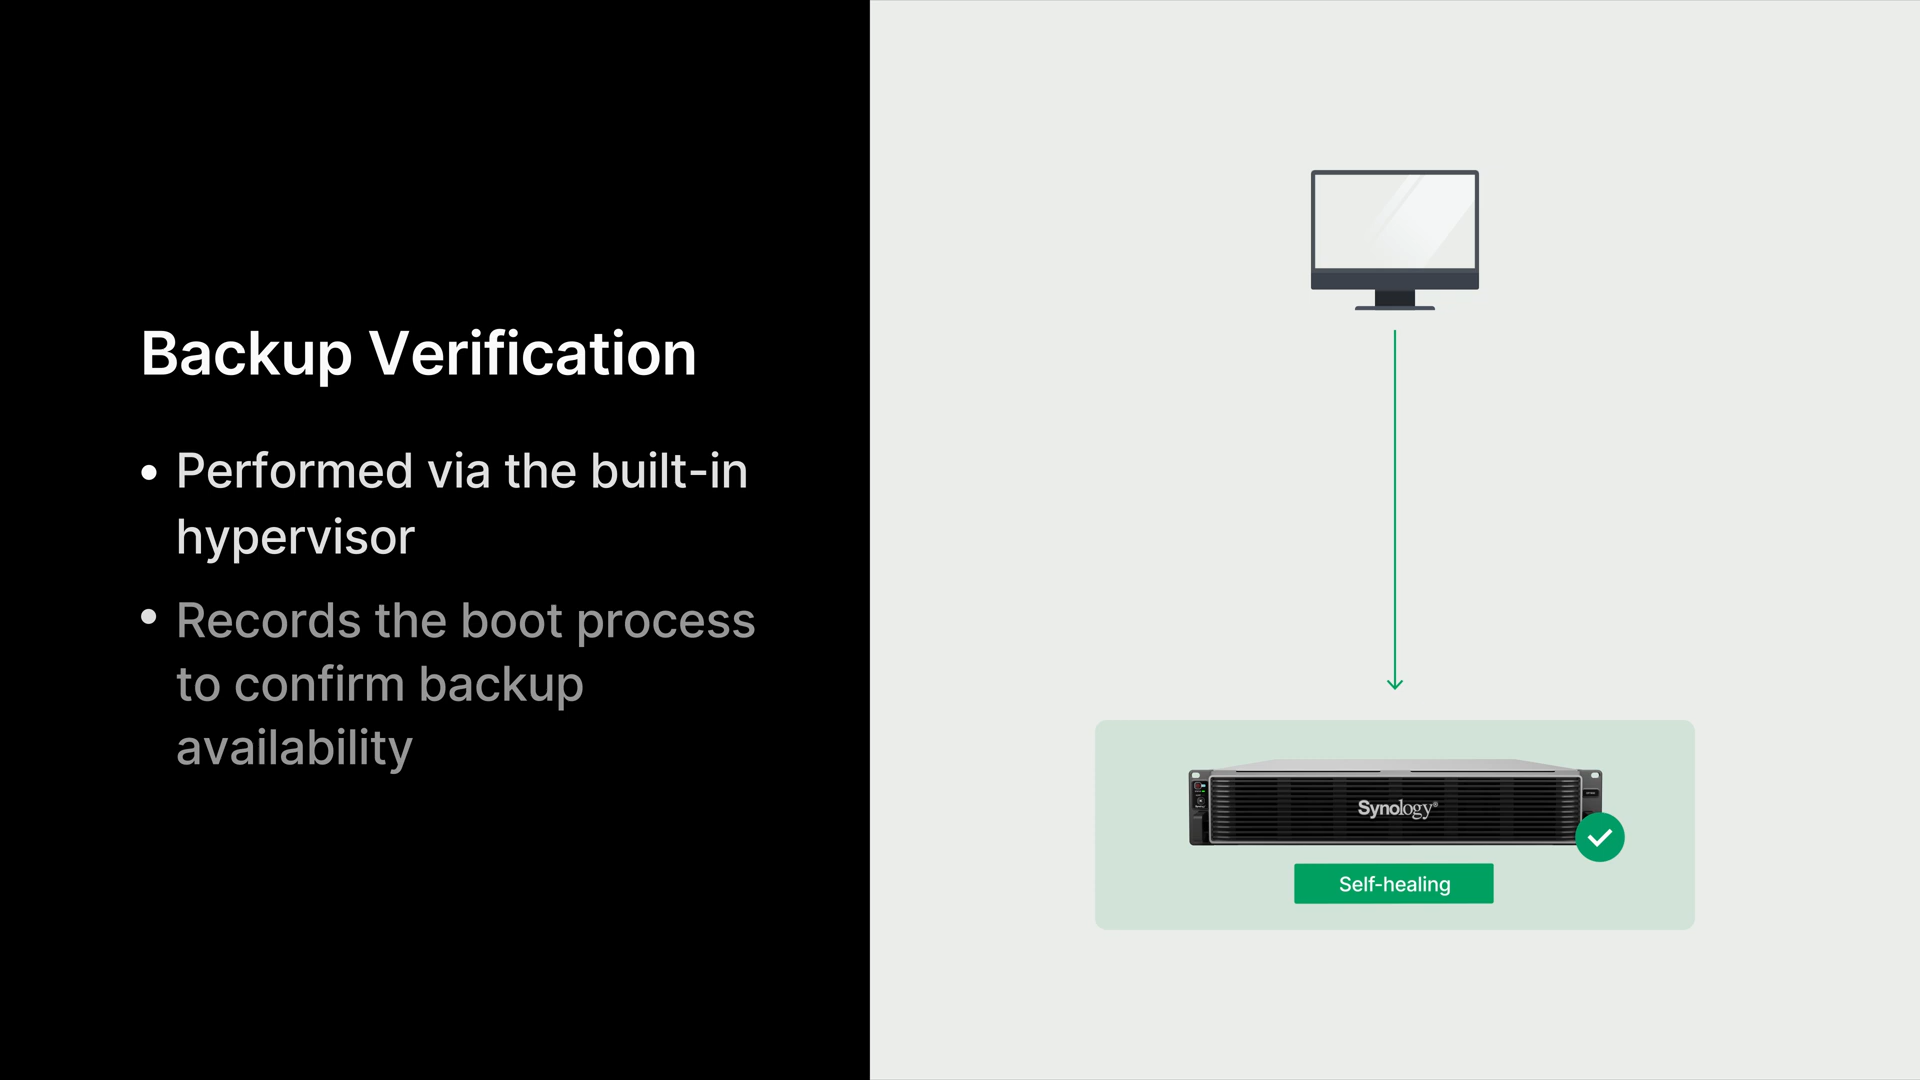 Backup Verification
• Performed via the built-in
hypervisor
• Records the boot process
to confirm backup
availability
Synology®
Self-healing